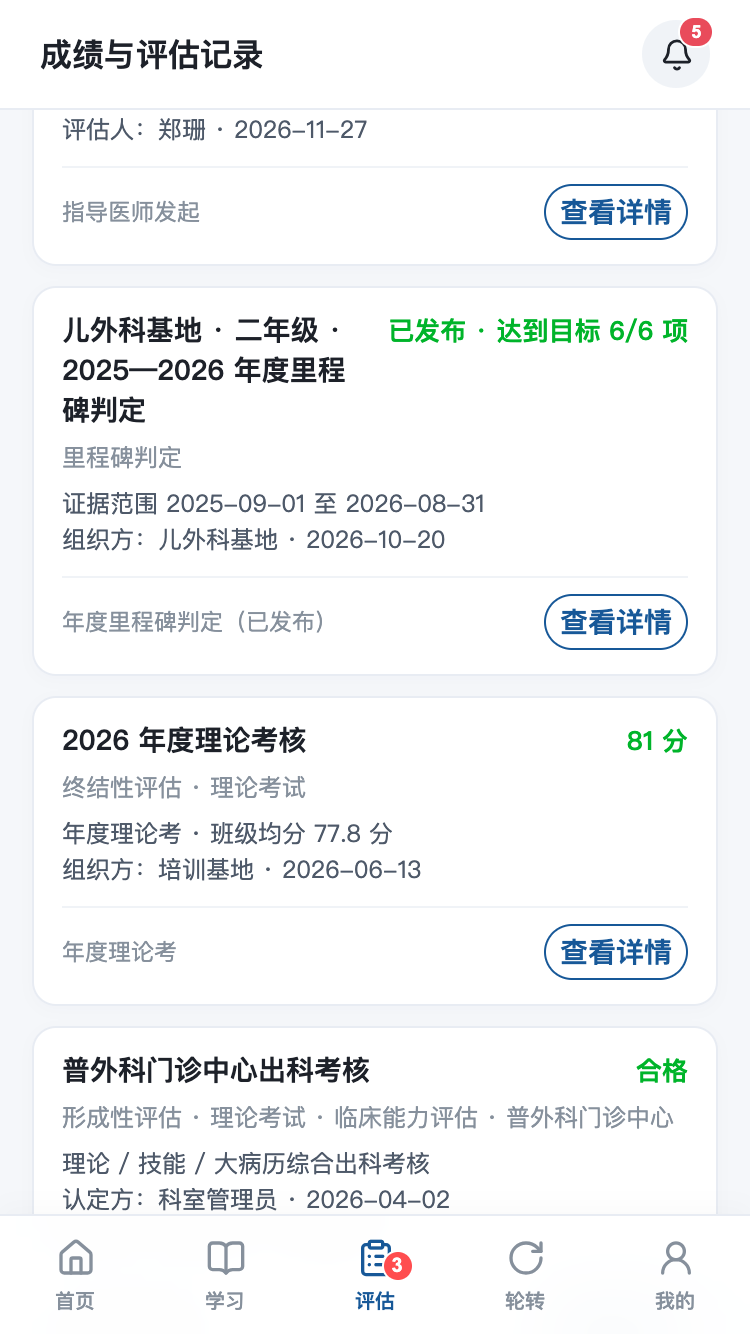 成绩与评估记录
5
评估人：郑珊 · 2026-11-27
指导医师发起
查看详情
儿外科基地 · 二年级 ·
2025—2026 年度里程
碑判定
已发布 · 达到目标 6/6 项
里程碑判定
证据范围 2025-09-01 至 2026-08-31
组织方：儿外科基地 · 2026-10-20
年度里程碑判定（已发布）
查看详情
2026 年度理论考核
81 分
终结性评估 · 理论考试
年度理论考 · 班级均分 77.8 分
组织方：培训基地 · 2026-06-13
年度理论考
查看详情
普外科门诊中心出科考核
合格
形成性评估 · 理论考试 · 临床能力评估 · 普外科门诊中心
理论 / 技能 / 大病历综合出科考核
认定方：科室管理员 · 2026-04-02
3
首页
学习
评估
轮转
我的